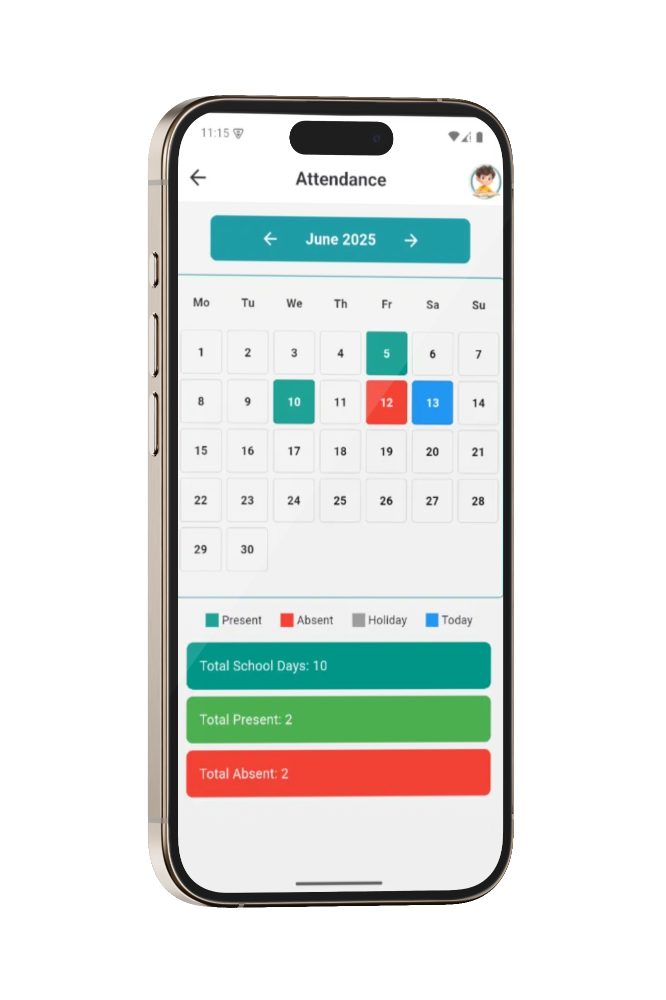 11:15
Attendance
June 2025
Mo Tu We Th Fr Sa Su
1 2 3 4 5 6 7
8 9 10 11 12 13 14
15 16 17 18 19 20 21
22 23 24 25 26 27 28
29 30
Present Absent Holiday Today
Total School Days: 10
Total Present: 2
Total Absent: 2